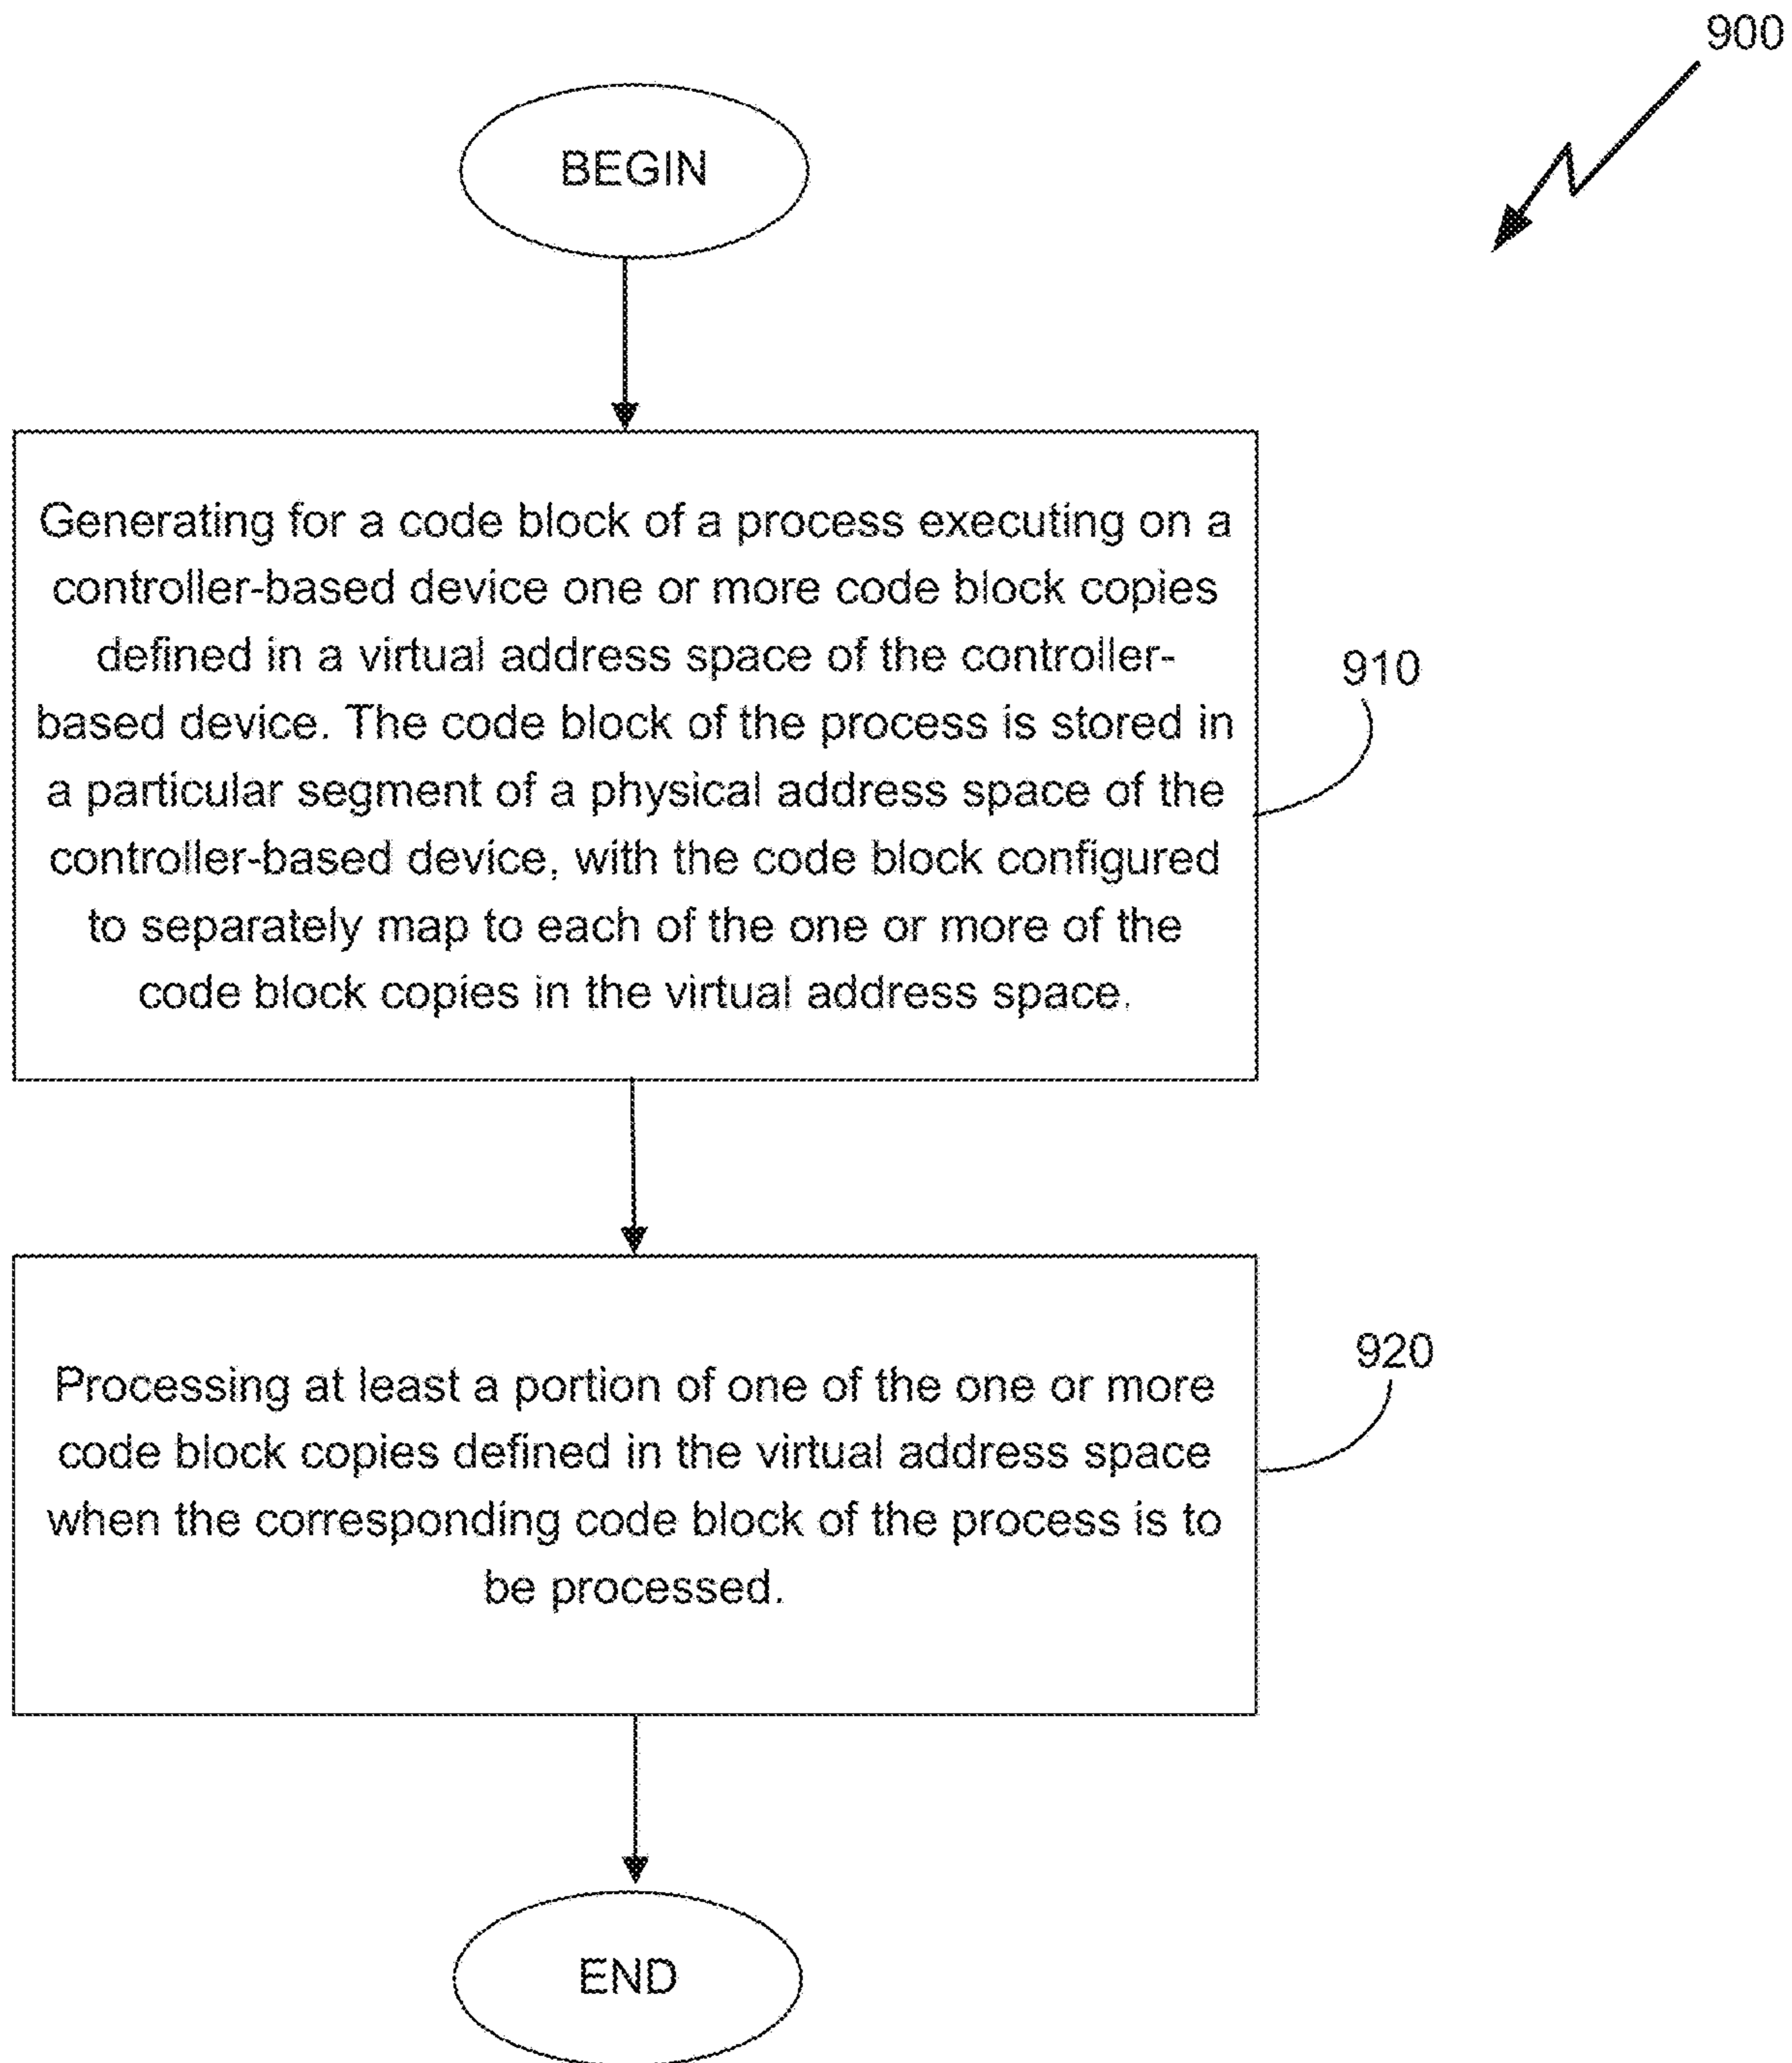 900
BEGIN
Generating for a code block of a process executing on a
controller-based device one or more code block copies
defined in a virtual address space of the controller-
based device. The code block of the process is stored in
a particular segment of a physical address space of the
controller-based device, with the code block configured
to separately map to each of the one or more of the
code block copies in the virtual address space.
910
Processing at least a portion of one of the one or more
code block copies defined in the virtual address space
when the corresponding code block of the process is to
be processed.
920
END